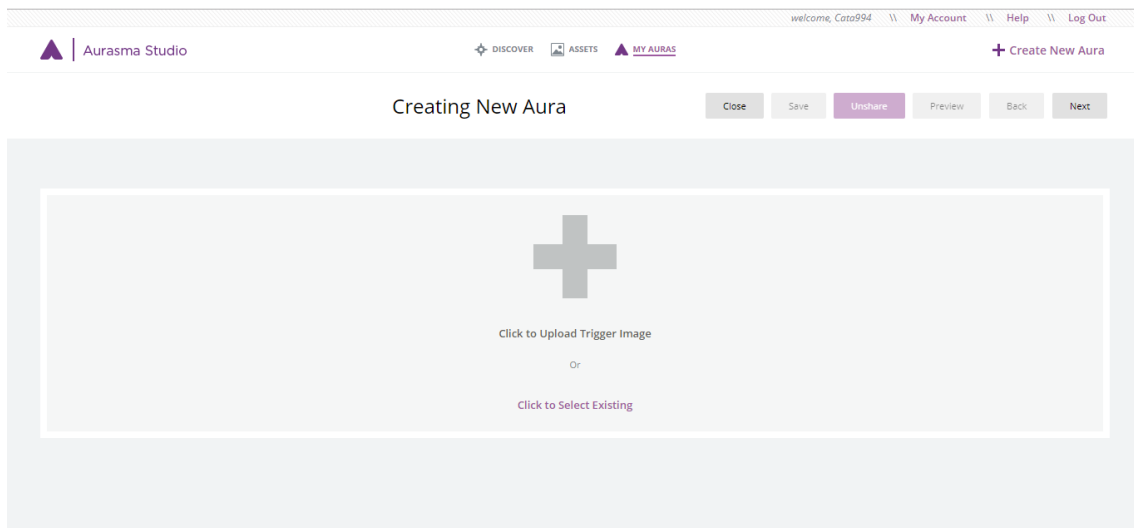 welcome, Cata994 \\ My Account \\ Help \\ Log Out
Aurasma Studio
DISCOVER ASSETS MY AURAS
Create New Aura
Creating New Aura
Close Save Unshare Preview Back Next
Click to Upload Trigger Image
Or
Click to Select Existing